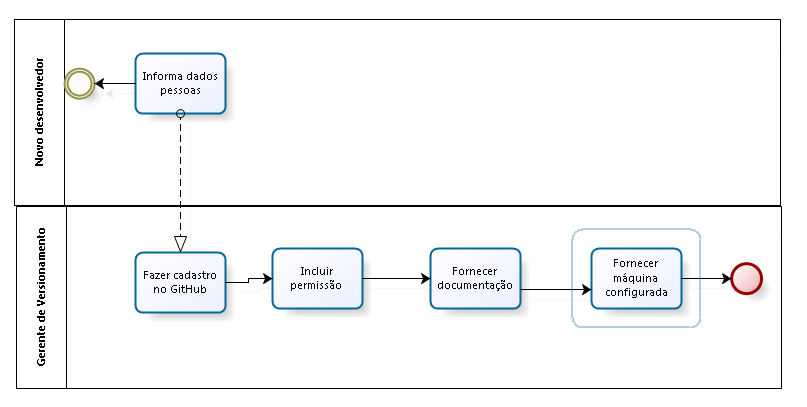 Novo desenvolvedor
Informa dados
pessoas
Gerente de Versionamento
Fazer cadastro
no GitHub
Incluir
permissão
Fornecer
documentação
Fornecer
máquina
configurada